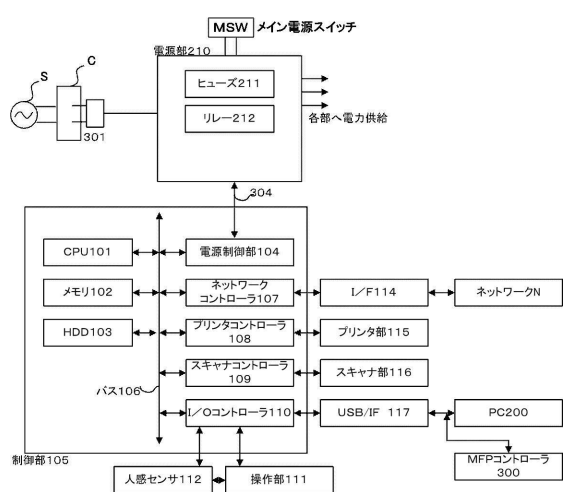 MSW メイン電源スイッチ
電源部210
C
S
ヒューズ211
リレー212
301
各部へ電力供給
304
CPU101
電源制御部104
メモリ102
ネットワーク
コントローラ107
I/F114
ネットワークN
HDD103
プリンタコントローラ
108
プリンタ部115
スキャナコントローラ
109
スキャナ部116
バス106
I/Oコントローラ110
USB/IF 117
PC200
制御部105
MFPコントローラ
300
人感センサ112
操作部111